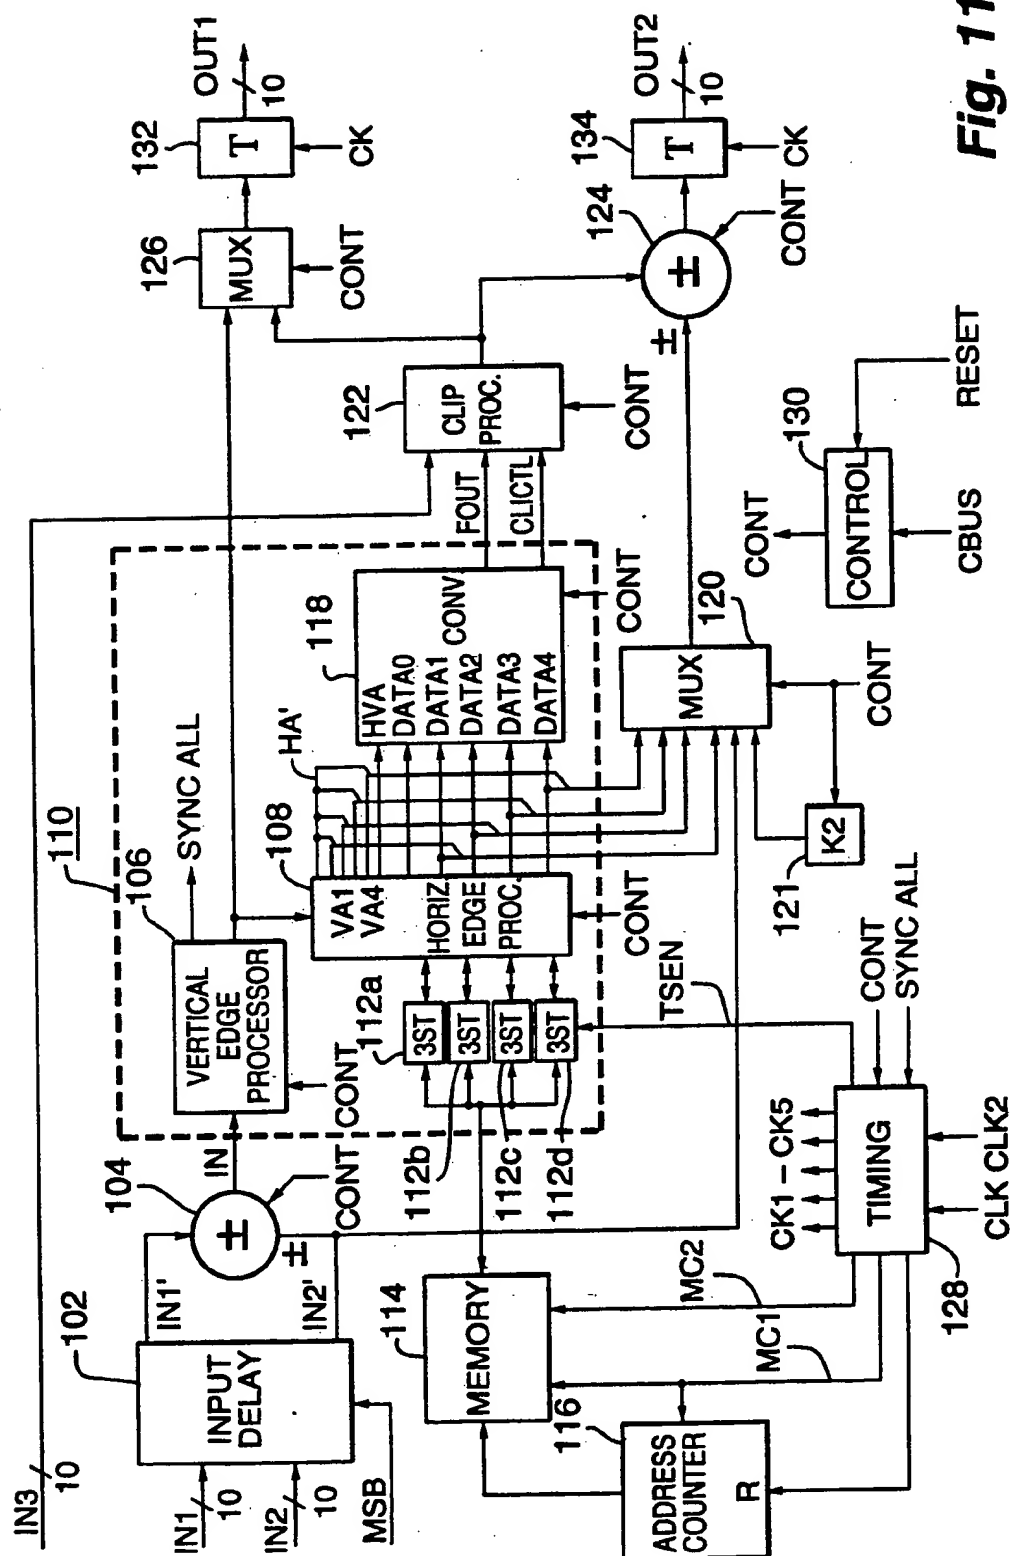 Fig. 11
IN3
10
IN1
10
IN2
10
MSB
102
INPUT
DELAY
IN1'
IN2'
104
±
±
CONT
IN
110
106
VERTICAL
EDGE
PROCESSOR
CONT
SYNC ALL
108
VA1
VA4
HORIZ.
EDGE
PROC.
CONT
HA'
112a
3ST
3ST
3ST
3ST
112b
112c
112d
118
HVA
DATA0
DATA1
DATA2
DATA3
DATA4
CONV.
CONT
FOUT
CLICTL
122
CLIP
PROC.
CONT
126
MUX
CONT
132
T
CK
OUT1
10
124
±
±
CONT
134
T
CK
OUT2
10
114
MEMORY
116
ADDRESS
COUNTER
R
MC1
MC2
128
TIMING
CK1 – CK5
CLK CLK2
CONT
SYNC ALL
TSEN
120
MUX
CONT
121
K2
130
CONTROL
CONT
CBUS
RESET